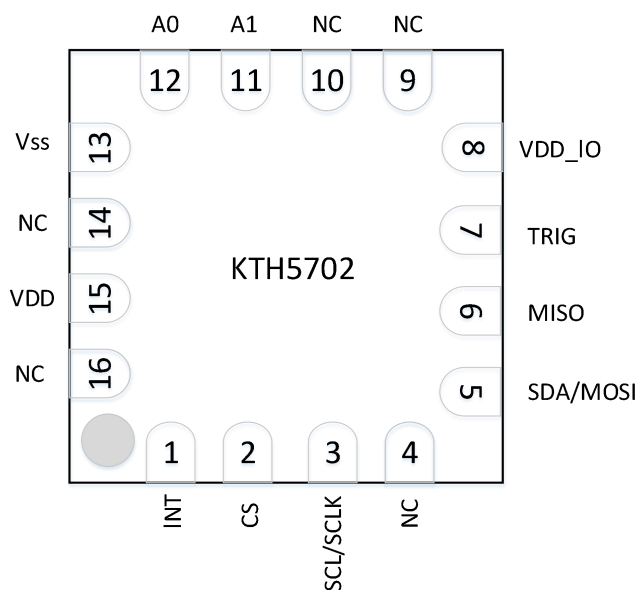 A0 A1 NC NC
12 11 10 9
Vss 13 8 VDD_IO
NC 14 7 TRIG
KTH5702
VDD 15 6 MISO
NC 16 5 SDA/MOSI
1 2 3 4
INT CS SCL/SCLK NC